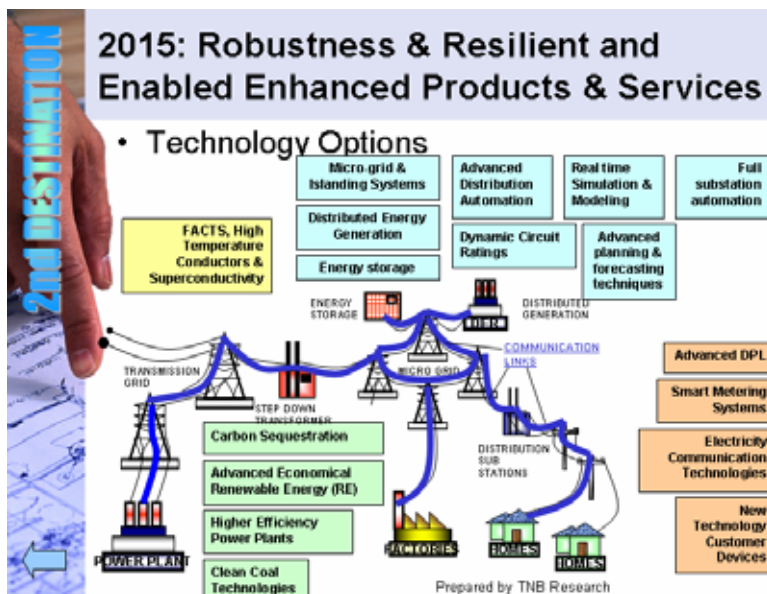 2nd DESTINATION
2015: Robustness & Resilient and
Enabled Enhanced Products & Services
• Technology Options
Micro-grid &
Islanding Systems
Advanced
Distribution
Automation
Real time
Simulation &
Modeling
Full
substation
automation
FACTS, High
Temperature
Conductors &
Superconductivity
Distributed Energy
Generation
Dynamic Circuit
Ratings
Advanced
planning &
forecasting
techniques
Energy storage
ENERGY
STORAGE
DER
DISTRIBUTED
GENERATION
TRANSMISSION
GRID
MICRO GRID
COMMUNICATION
LINKS
STEP DOWN
TRANSFORMER
DISTRIBUTION
SUB
STATIONS
Advanced DPL
Smart Metering
Systems
Electricity
Communication
Technologies
New
Technology
Customer
Devices
Carbon Sequestration
Advanced Economical
Renewable Energy (RE)
Higher Efficiency
Power Plants
Clean Coal
Technologies
POWER PLANT
FACTORIES
HOMES
HOMES
Prepared by TNB Research